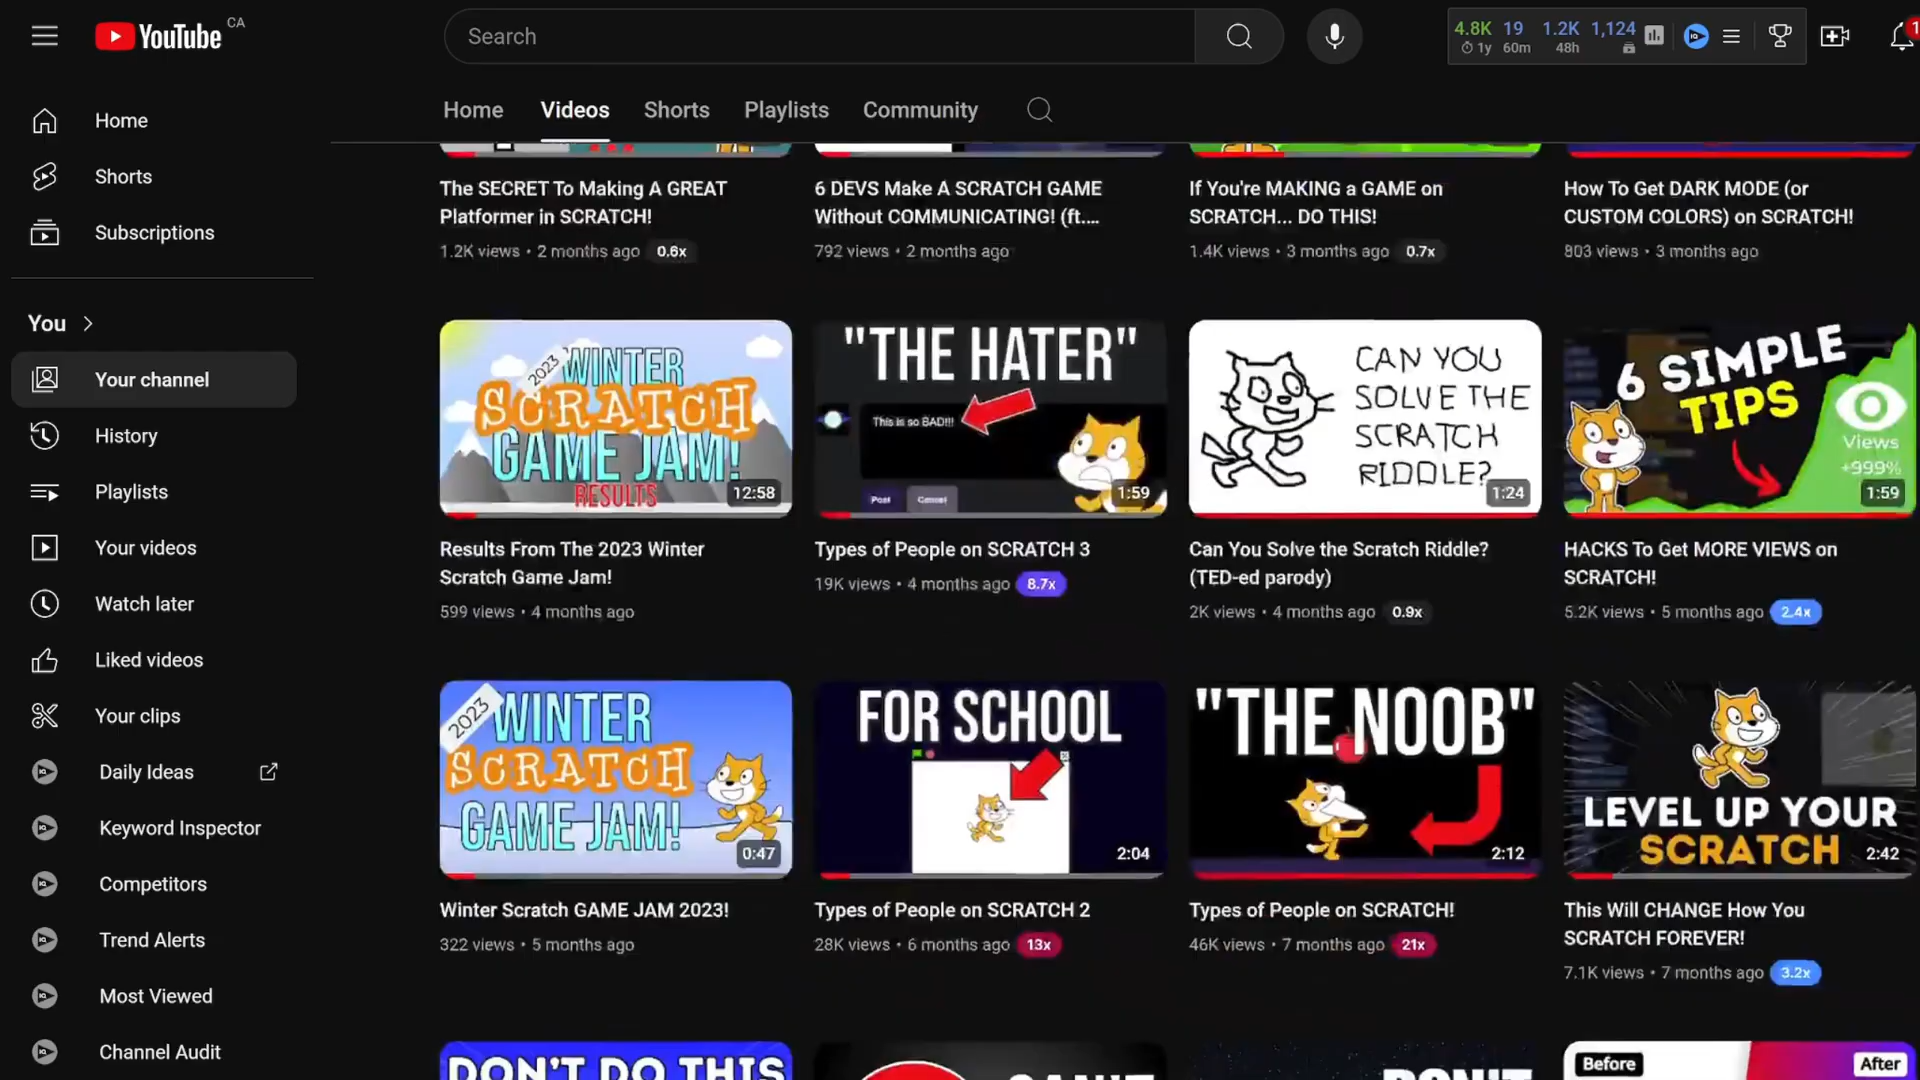 YouTube CA
Search
4.8K 19 1.2K 1,124
1y 60m 48h
1
Home Videos Shorts Playlists Community
Home
Shorts
Subscriptions
You
Your channel
History
Playlists
Your videos
Watch later
Liked videos
Your clips
Daily Ideas
Keyword Inspector
Competitors
Trend Alerts
Most Viewed
Channel Audit
The SECRET To Making A GREAT
Platformer in SCRATCH!
1.2K views • 2 months ago 0.6x
6 DEVS Make A SCRATCH GAME
Without COMMUNICATING! (ft....
792 views • 2 months ago
If You're MAKING a GAME on
SCRATCH... DO THIS!
1.4K views • 3 months ago 0.7x
How To Get DARK MODE (or
CUSTOM COLORS) on SCRATCH!
803 views • 3 months ago
2023 WINTER
SCRATCH
GAME JAM!
RESULTS
12:58
Results From The 2023 Winter
Scratch Game Jam!
599 views • 4 months ago
"THE HATER"
This is so BAD!!!
Post Cancel
1:59
Types of People on SCRATCH 3
19K views • 4 months ago 8.7x
CAN YOU
SOLVE THE
SCRATCH
RIDDLE?
1:24
Can You Solve the Scratch Riddle?
(TED-ed parody)
2K views • 4 months ago 0.9x
6 SIMPLE
TIPS
Views
+999%
1:59
HACKS To Get MORE VIEWS on
SCRATCH!
5.2K views • 5 months ago 2.4x
2023 WINTER
SCRATCH
GAME JAM!
0:47
Winter Scratch GAME JAM 2023!
322 views • 5 months ago
FOR SCHOOL
2:04
Types of People on SCRATCH 2
28K views • 6 months ago 13x
"THE NOOB"
2:12
Types of People on SCRATCH!
46K views • 7 months ago 21x
LEVEL UP YOUR
SCRATCH
2:42
This Will CHANGE How You
SCRATCH FOREVER!
7.1K views • 7 months ago 3.2x
DON'T DO THIS
CAN'T
DON'T
Before After